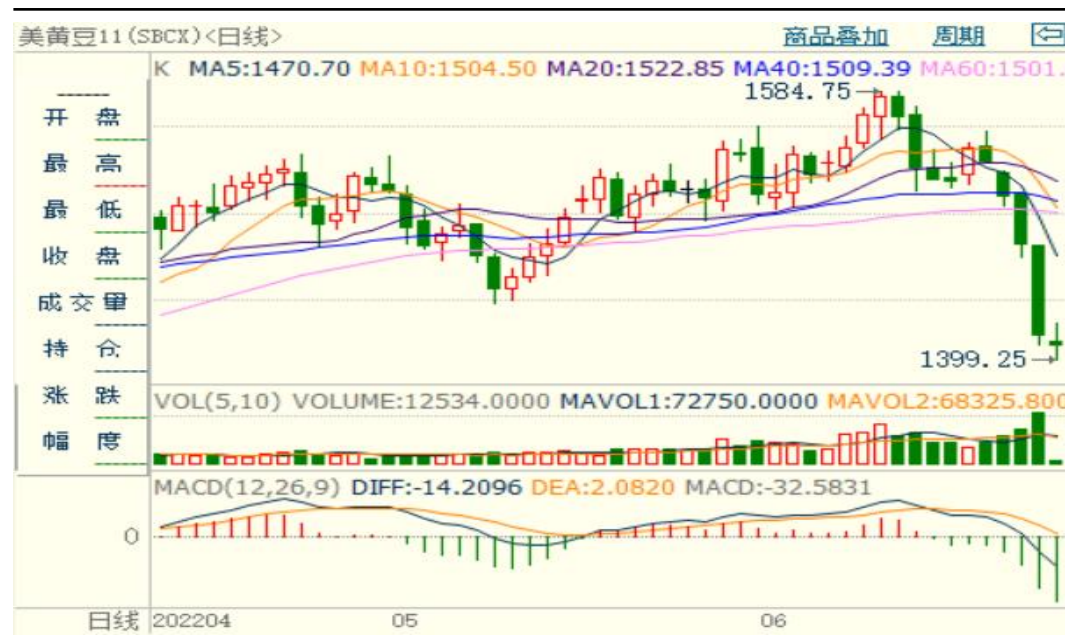 美黄豆11(SBCX)<日线> 商品叠加 周期
K MA5:1470.70 MA10:1504.50 MA20:1522.85 MA40:1509.39 MA60:1501.
1584.75
开 盘
最 高
最 低
收 盘
成 交 量
持 仓
1399.25
涨 跌
VOL(5,10) VOLUME:12534.0000 MAVOL1:72750.0000 MAVOL2:68325.800
幅 度
MACD(12,26,9) DIFF:-14.2096 DEA:2.0820 MACD:-32.5831
0
日线 202204 05 06